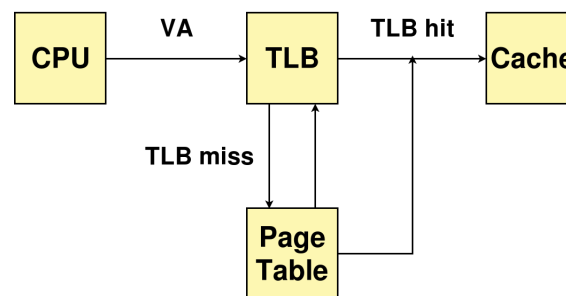 VA
TLB hit
CPU
TLB
Cache
TLB miss
Page
Table